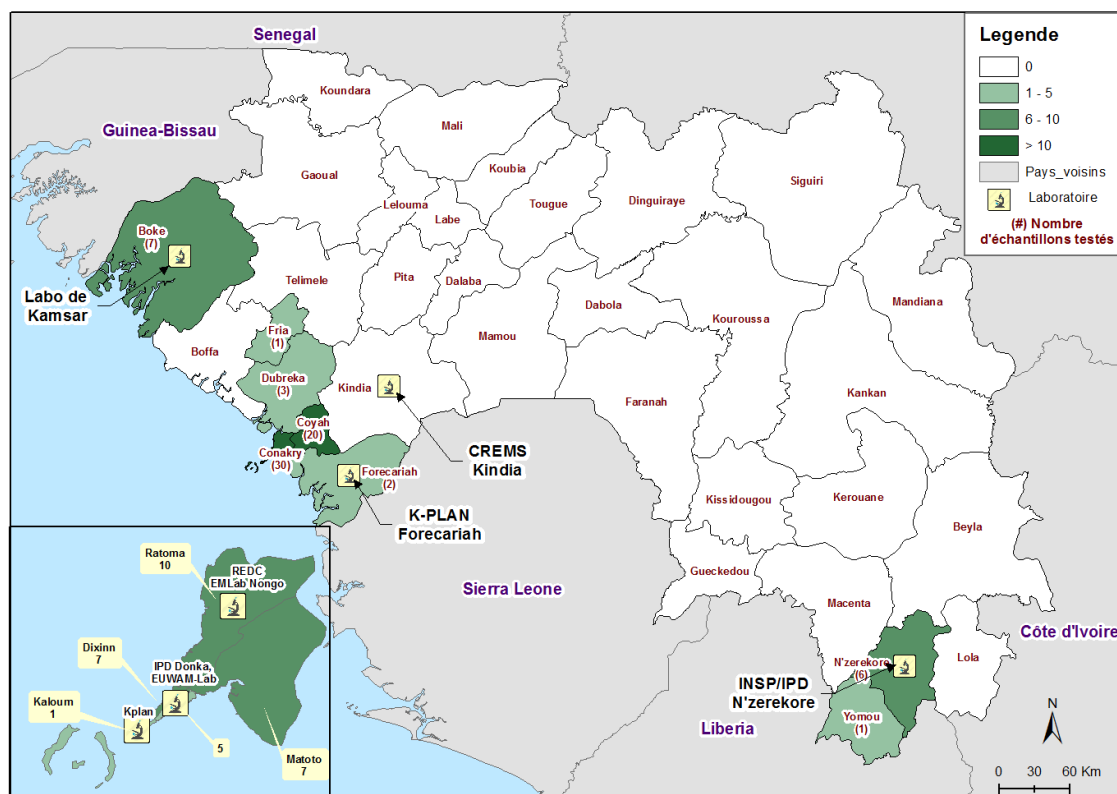 Senegal
Guinea-Bissau
Koundara
Mali
Gaoual
Koubia
Lelouma
Labe
Tougue
Dinguiraye
Siguiri
Boke
(7)
Labo de
Kamsar
Telimele
Pita
Dalaba
Dabola
Kouroussa
Mandiana
Fria
(1)
Boffa
Mamou
Dubreka
(3)
Kindia
Faranah
Kankan
Coyah
(20)
Conakry
(30)
CREMS
Kindia
Forecariah
(2)
K-PLAN
Forecariah
Kissidougou
Kerouane
Beyla
Gueckedou
Sierra Leone
Macenta
Côte d'Ivoire
N'zerekore
(6)
Lola
INSP/IPD
N'zerekore
Yomou
(1)
Liberia
Legende
0
1 - 5
6 - 10
> 10
Pays_voisins
Laboratoire
(#) Nombre
d'échantillons testés
Ratoma
10
REDC
EMLab Nongo
Dixinn
7
IPD Donka,
EUWAM-Lab
Kaloum
1
Kplan
5
Matoto
7
N
0 30 60 Km